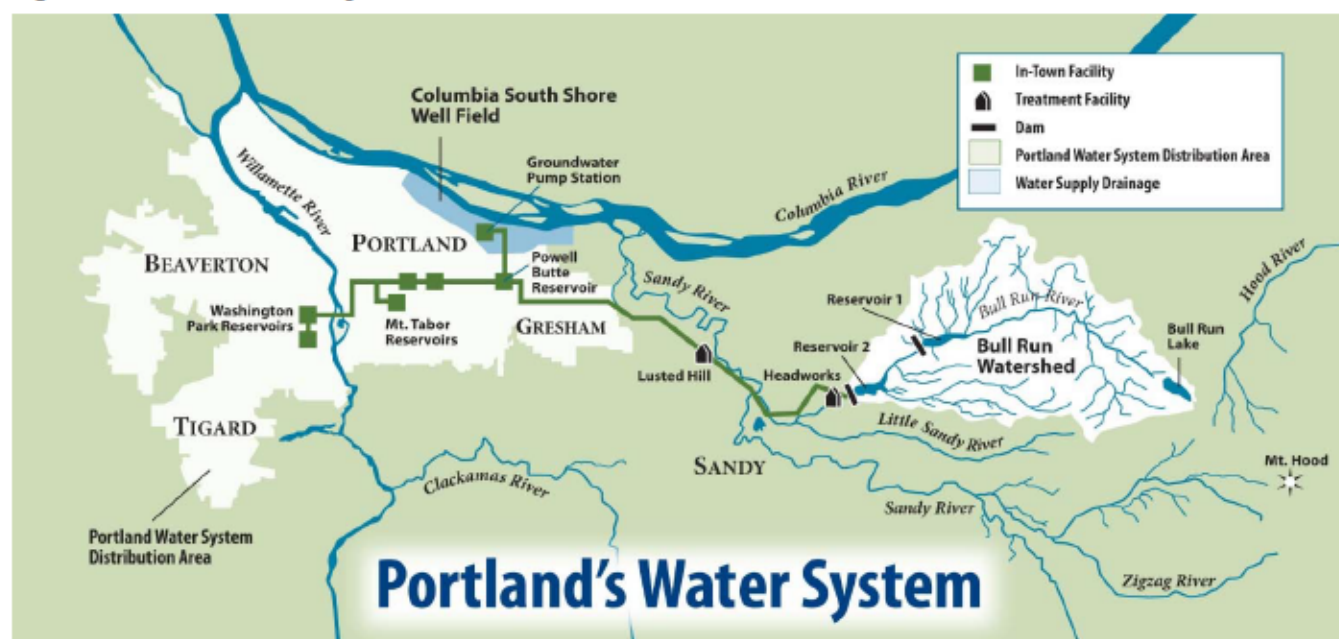 In-Town Facility
Treatment Facility
Dam
Portland Water System Distribution Area
Water Supply Drainage
Columbia South Shore
Well Field
Groundwater
Pump Station
Willamette River
Columbia River
PORTLAND
BEAVERTON
Powell
Butte
Reservoir
Sandy River
Hood River
Reservoir 1
Bull Run River
Washington
Park Reservoirs
Mt. Tabor
Reservoirs
GRESHAM
Bull Run
Lake
Reservoir 2
Bull Run
Watershed
Lusted Hill
Headworks
TIGARD
Little Sandy River
SANDY
Mt. Hood
Clackamas River
Sandy River
Portland Water System
Distribution Area
Portland's Water System
Zigzag River